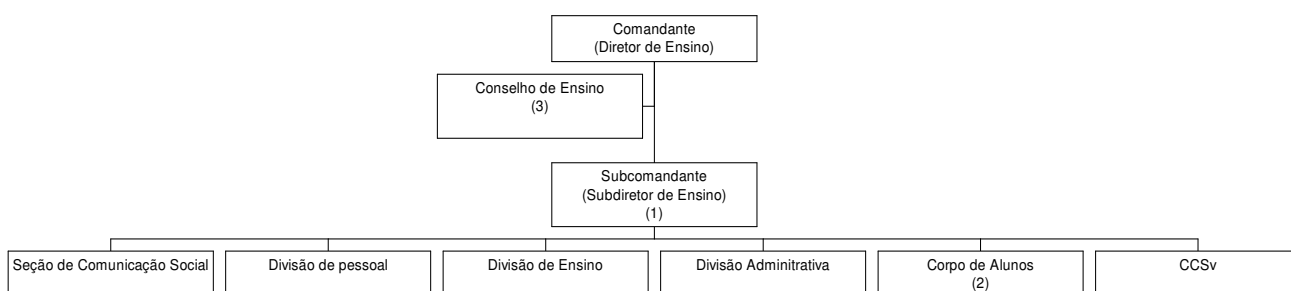 Comandante
(Diretor de Ensino)
Conselho de Ensino
(3)
Subcomandante
(Subdiretor de Ensino)
(1)
Seção de Comunicação Social
Divisão de pessoal
Divisão de Ensino
Divisão Adminitrativa
Corpo de Alunos
(2)
CCSv